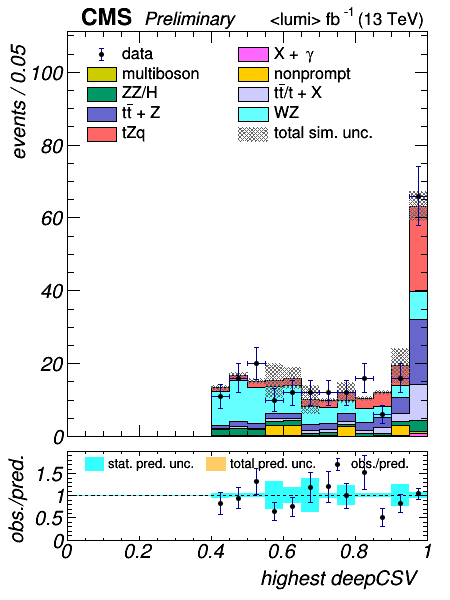 CMS Preliminary <lumi> fb⁻¹ (13 TeV)
events / 0.05
100
80
60
40
20
0
data
multiboson
ZZ/H
tt̄ + Z
tZq
X + γ
nonprompt
tt̄/t + X
WZ
total sim. unc.
obs./pred.
2
1.5
1
0.5
0
stat. pred. unc. total pred. unc. obs./pred.
0 0.2 0.4 0.6 0.8 1
highest deepCSV